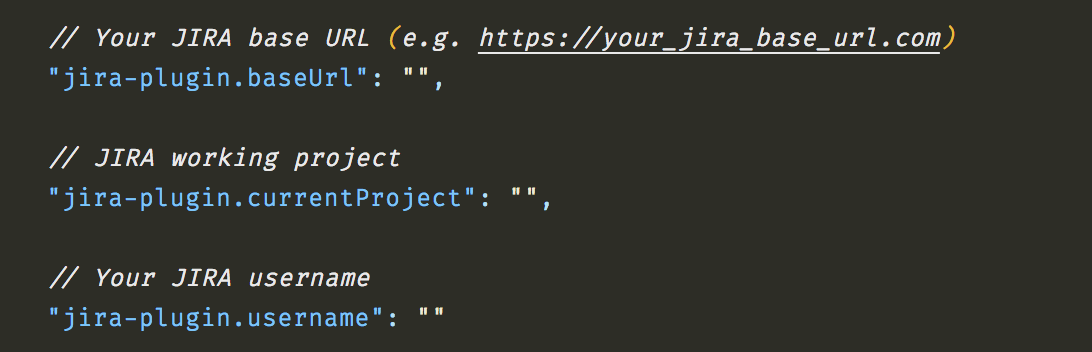 // Your JIRA base URL (e.g. https://your_jira_base_url.com)
"jira-plugin.baseUrl": "",
// JIRA working project
"jira-plugin.currentProject": "",
// Your JIRA username
"jira-plugin.username": ""